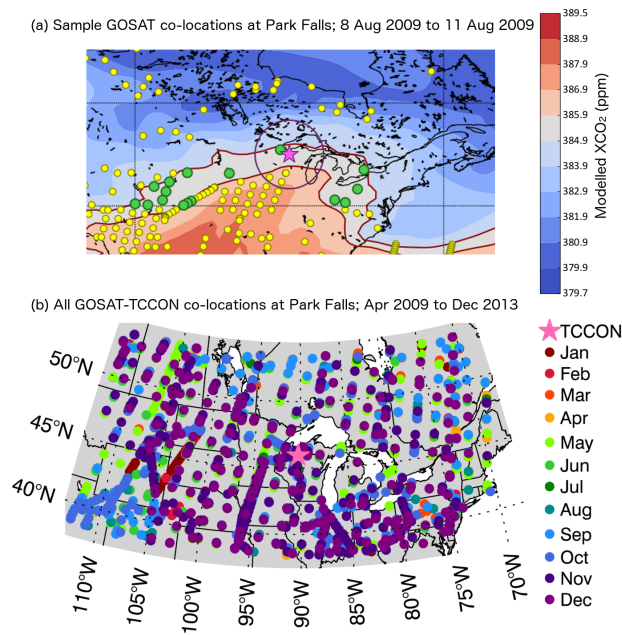 (a) Sample GOSAT co-locations at Park Falls; 8 Aug 2009 to 11 Aug 2009
389.5
388.9
387.9
386.9
385.9
384.9
383.9
382.9
381.9
380.9
379.9
379.7
Modelled XCO₂ (ppm)
(b) All GOSAT-TCCON co-locations at Park Falls; Apr 2009 to Dec 2013
50°N
45°N
40°N
110°W
105°W
100°W
95°W
90°W
85°W
80°W
75°W
70°W
TCCON
Jan
Feb
Mar
Apr
May
Jun
Jul
Aug
Sep
Oct
Nov
Dec